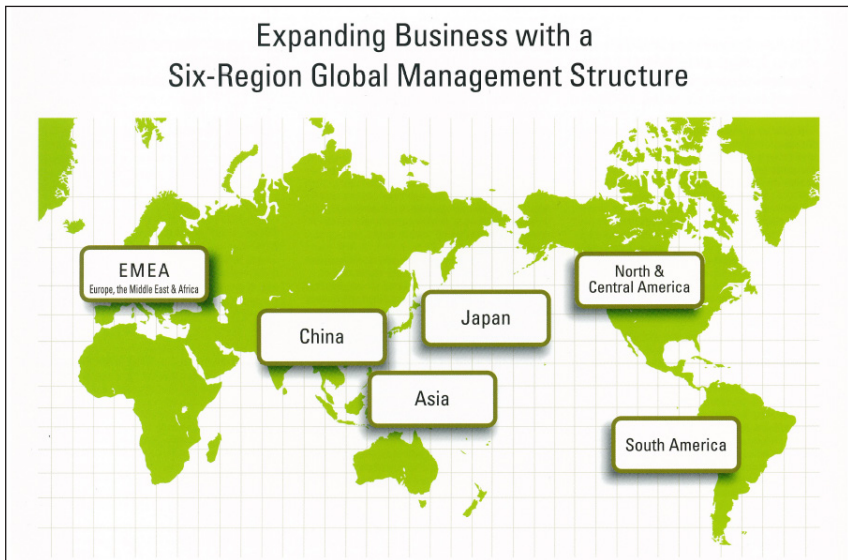 Expanding Business with a
Six-Region Global Management Structure
EMEA
Europe, the Middle East & Africa
North &
Central America
Japan
China
Asia
South America